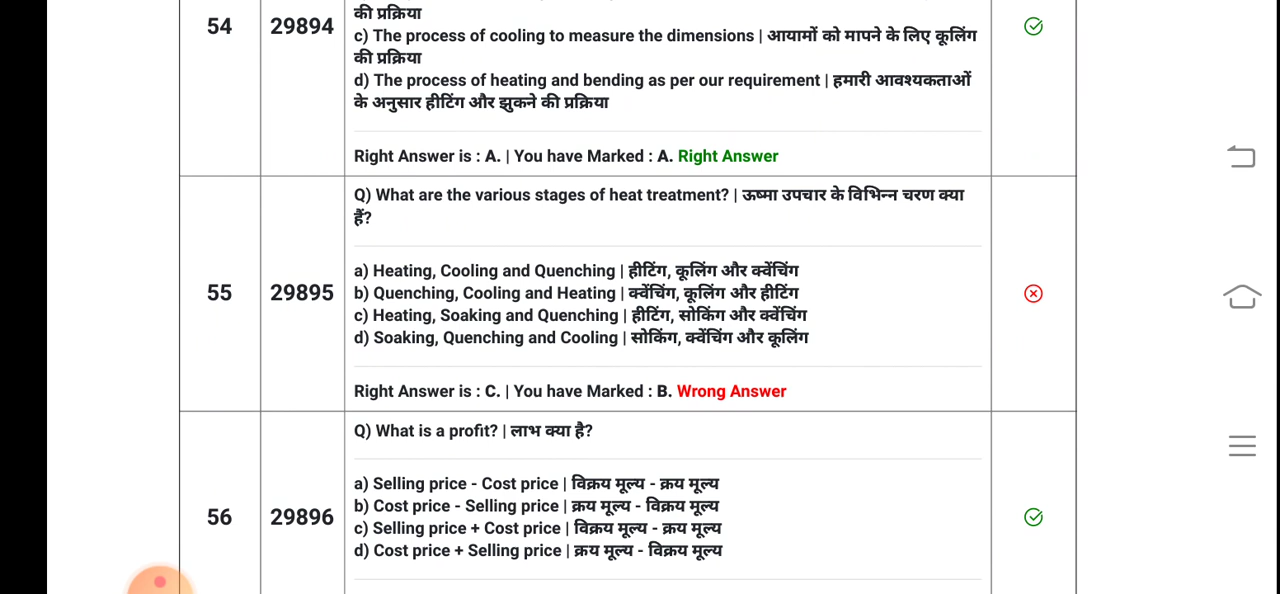 की प्रक्रिया
54
29894
c) The process of cooling to measure the dimensions | आयामों को मापने के लिए कूलिंग
की प्रक्रिया
d) The process of heating and bending as per our requirement | हमारी आवश्यकताओं
के अनुसार हीटिंग और झुकने की प्रक्रिया
Right Answer is : A. | You have Marked : A. Right Answer
Q) What are the various stages of heat treatment? | ऊष्मा उपचार के विभिन्न चरण क्या
हैं?
55
29895
a) Heating, Cooling and Quenching | हीटिंग, कूलिंग और क्वेंचिंग
b) Quenching, Cooling and Heating | क्वेंचिंग, कूलिंग और हीटिंग
c) Heating, Soaking and Quenching | हीटिंग, सोकिंग और क्वेंचिंग
d) Soaking, Quenching and Cooling | सोकिंग, क्वेंचिंग और कूलिंग
Right Answer is : C. | You have Marked : B. Wrong Answer
Q) What is a profit? | लाभ क्या है?
56
29896
a) Selling price - Cost price | विक्रय मूल्य - क्रय मूल्य
b) Cost price - Selling price | क्रय मूल्य - विक्रय मूल्य
c) Selling price + Cost price | विक्रय मूल्य - क्रय मूल्य
d) Cost price + Selling price | क्रय मूल्य - विक्रय मूल्य